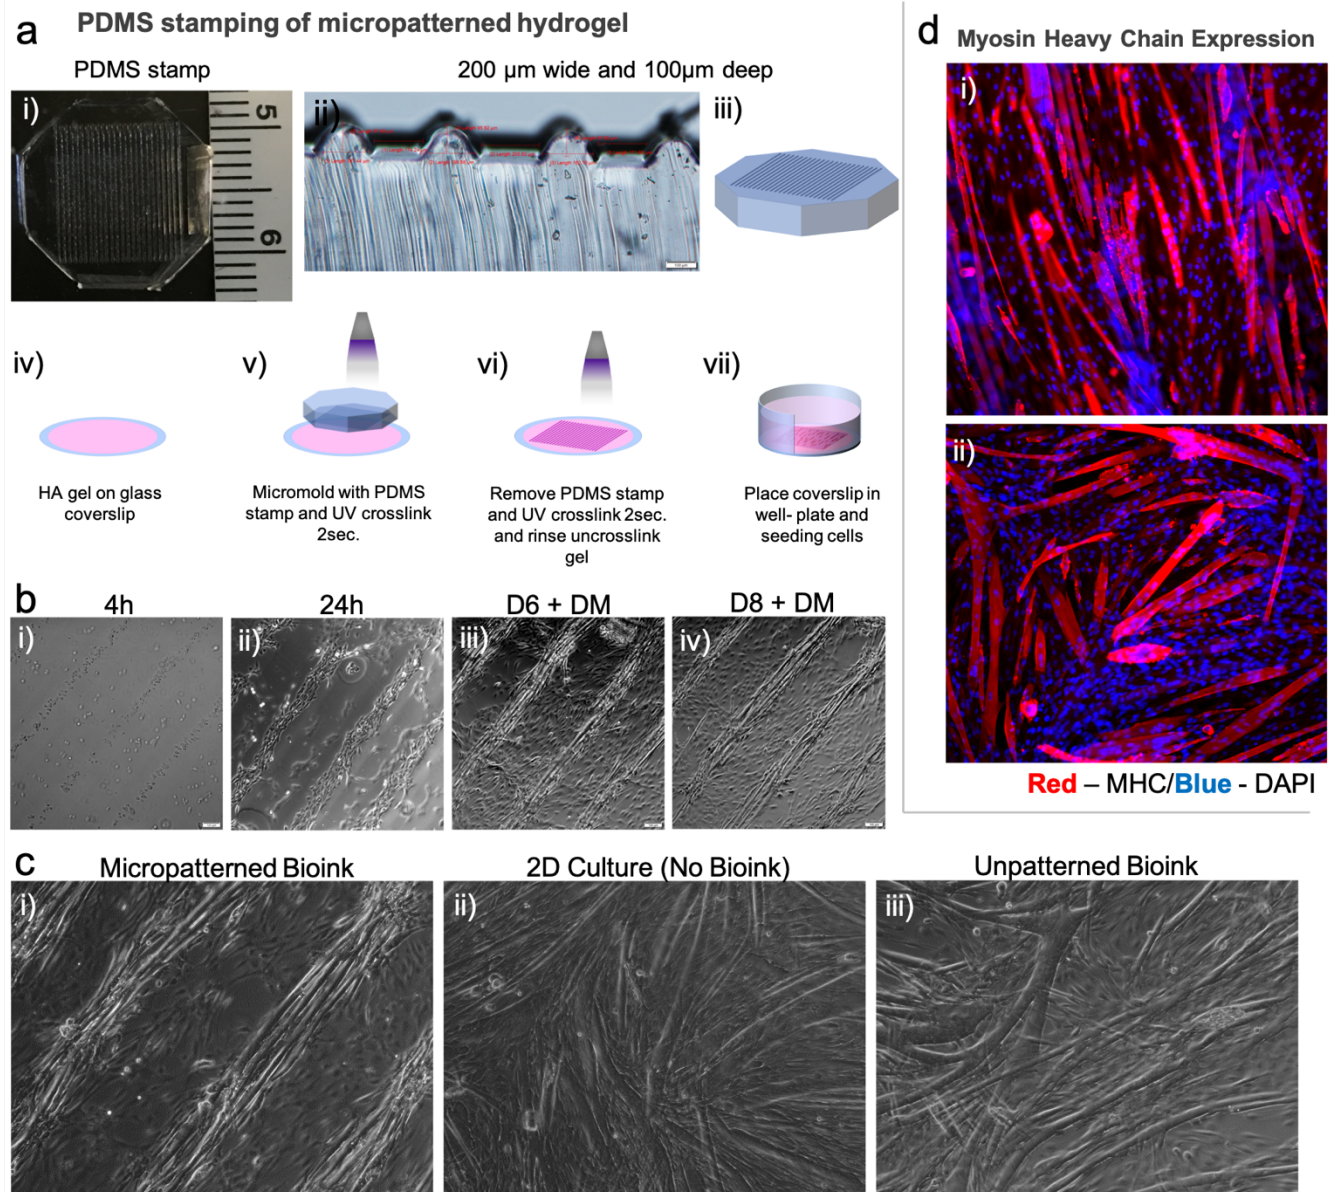 a
PDMS stamping of micropatterned hydrogel
PDMS stamp
200 µm wide and 100µm deep
i)
5
6
ii)
iii)
iv)
HA gel on glass
coverslip
v)
Micromold with PDMS
stamp and UV crosslink
2sec.
vi)
Remove PDMS stamp
and UV crosslink 2sec.
and rinse uncrosslink
gel
vii)
Place coverslip in
well- plate and
seeding cells
b
4h
i)
24h
ii)
D6 + DM
iii)
D8 + DM
iv)
c
Micropatterned Bioink
i)
2D Culture (No Bioink)
ii)
Unpatterned Bioink
iii)
d
Myosin Heavy Chain Expression
i)
ii)
Red – MHC/Blue - DAPI